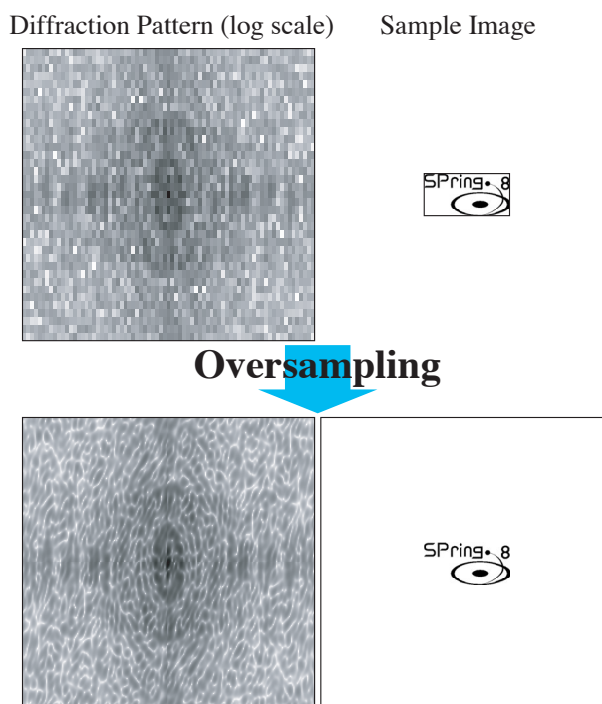 Diffraction Pattern (log scale)
Sample Image
SPring•8
Oversampling
SPring•8